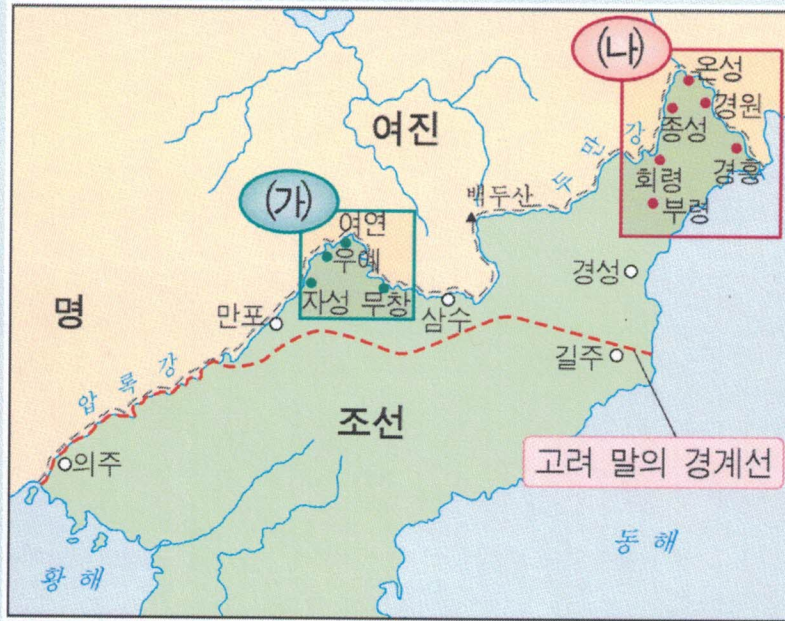 (나)
온성
경원
종성
여진
두만강
경흥
회령
백두산
(가)
부령
여연
우예
경성
명
자성
무창
만포
삼수
길주
압록강
조선
고려 말의 경계선
의주
동해
황해